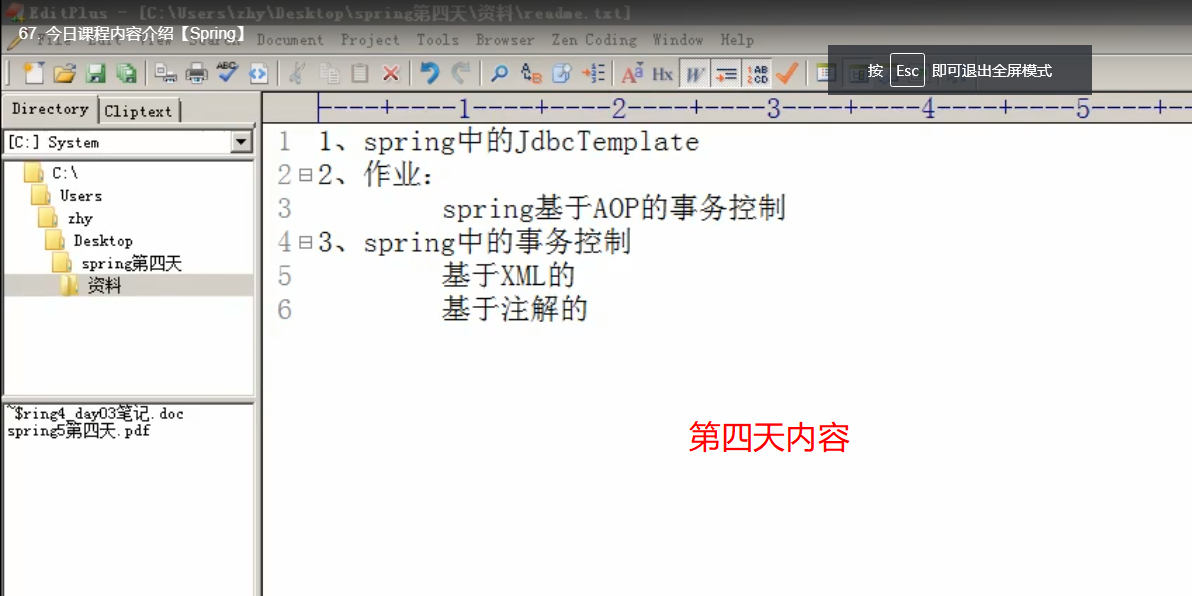 EditPlus - [C:\Users\zhy\Desktop\spring第四天\资料\readme.txt]
67. 今日课程内容介绍【Spring】
File Edit View Search Document Project Tools Browser Zen Coding Window Help
按 Esc 即可退出全屏模式
Directory Cliptext
----+----1----+----2----+----3----+----4----+----5----+--
[C:] System
C:\
Users
zhy
Desktop
spring第四天
资料
1 1、spring中的JdbcTemplate
2 2、作业：
3 spring基于AOP的事务控制
4 3、spring中的事务控制
5 基于XML的
6 基于注解的
~$ring4_day03笔记.doc
spring5第四天.pdf
第四天内容